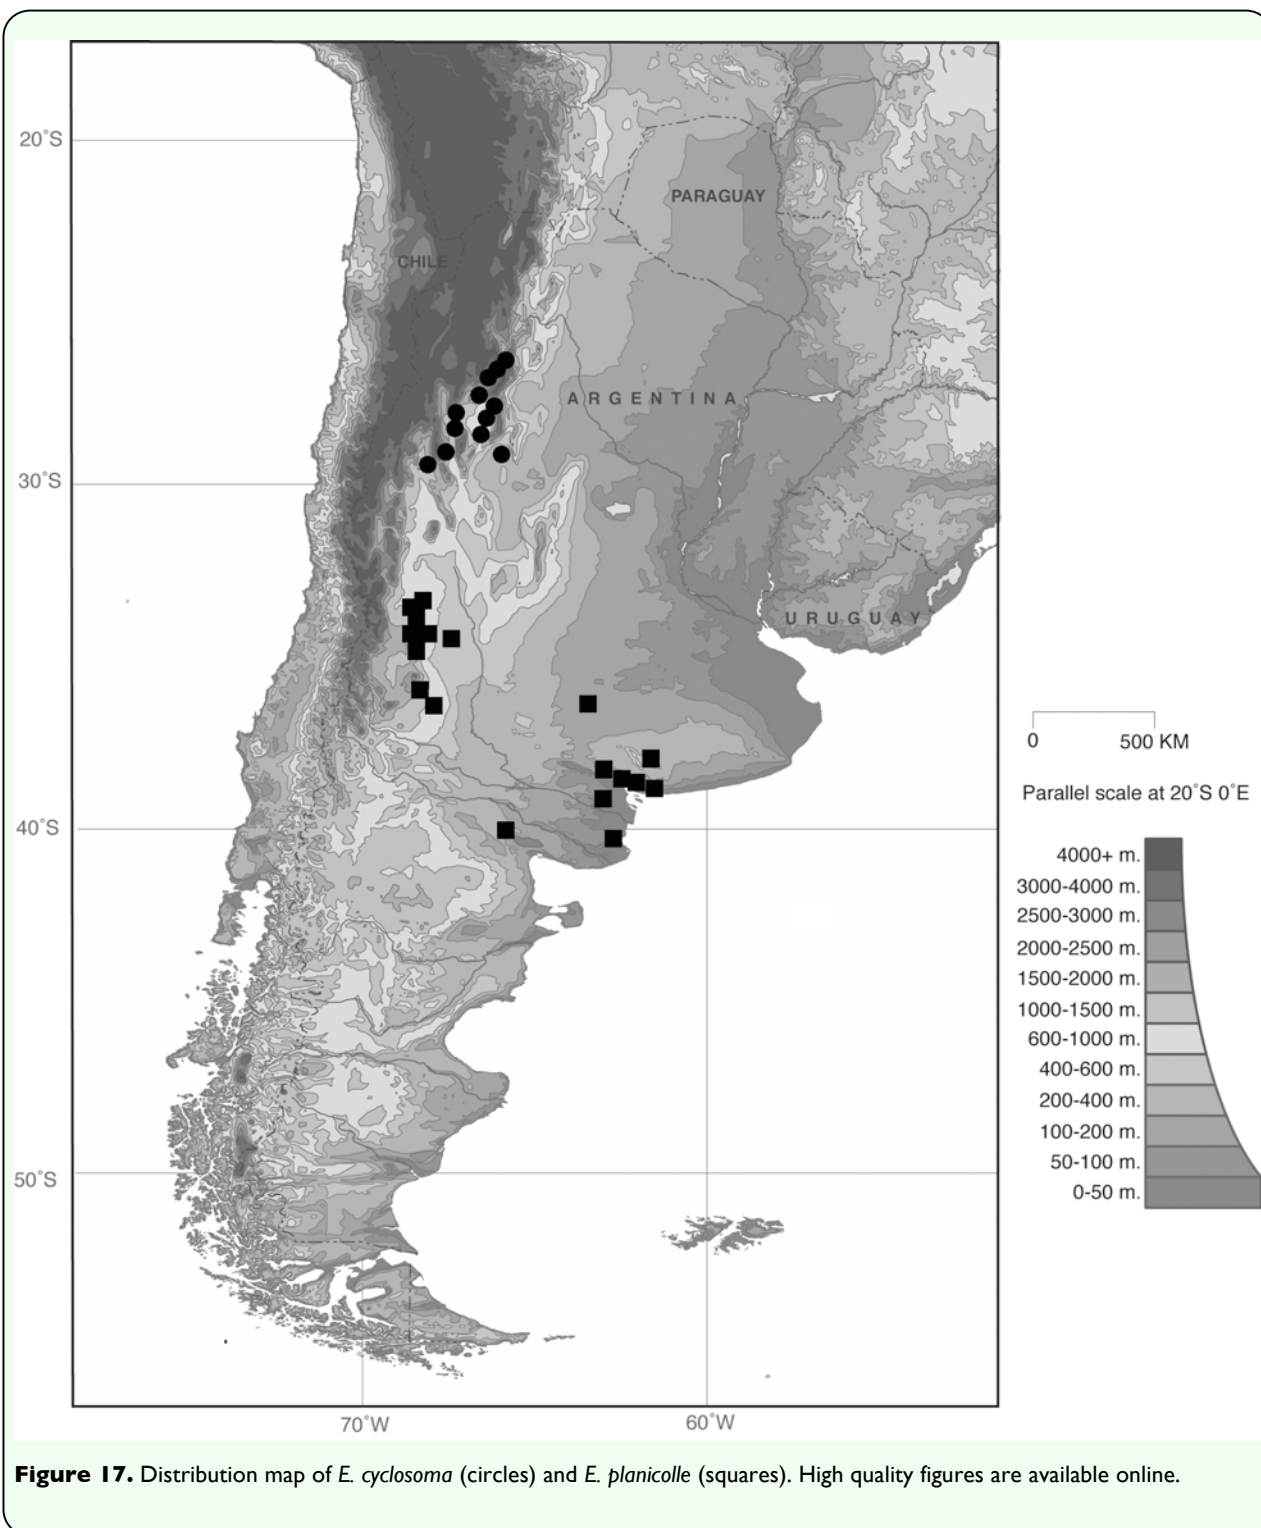 20°S
PARAGUAY
CHILE
ARGENTINA
30°S
URUGUAY
0 500 KM
Parallel scale at 20°S 0°E
40°S
4000+ m.
3000-4000 m.
2500-3000 m.
2000-2500 m.
1500-2000 m.
1000-1500 m.
600-1000 m.
400-600 m.
200-400 m.
100-200 m.
50-100 m.
0-50 m.
50°S
70°W 60°W
Figure 17. Distribution map of E. cyclosoma (circles) and E. planicolle (squares). High quality figures are available online.